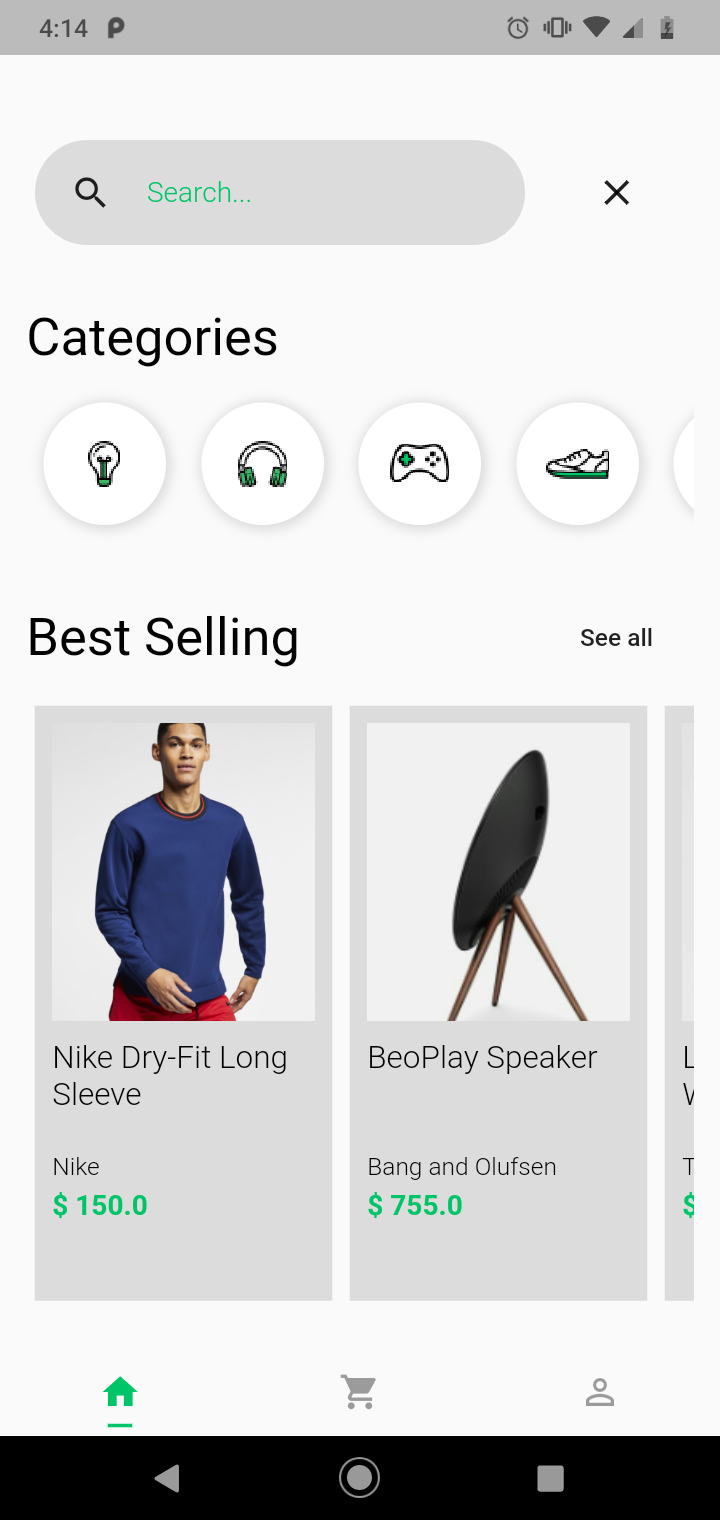 4:14
Search...
Categories
Best Selling
See all
Nike Dry-Fit Long
Sleeve
Nike
$ 150.0
BeoPlay Speaker
Bang and Olufsen
$ 755.0
L
W
T
$